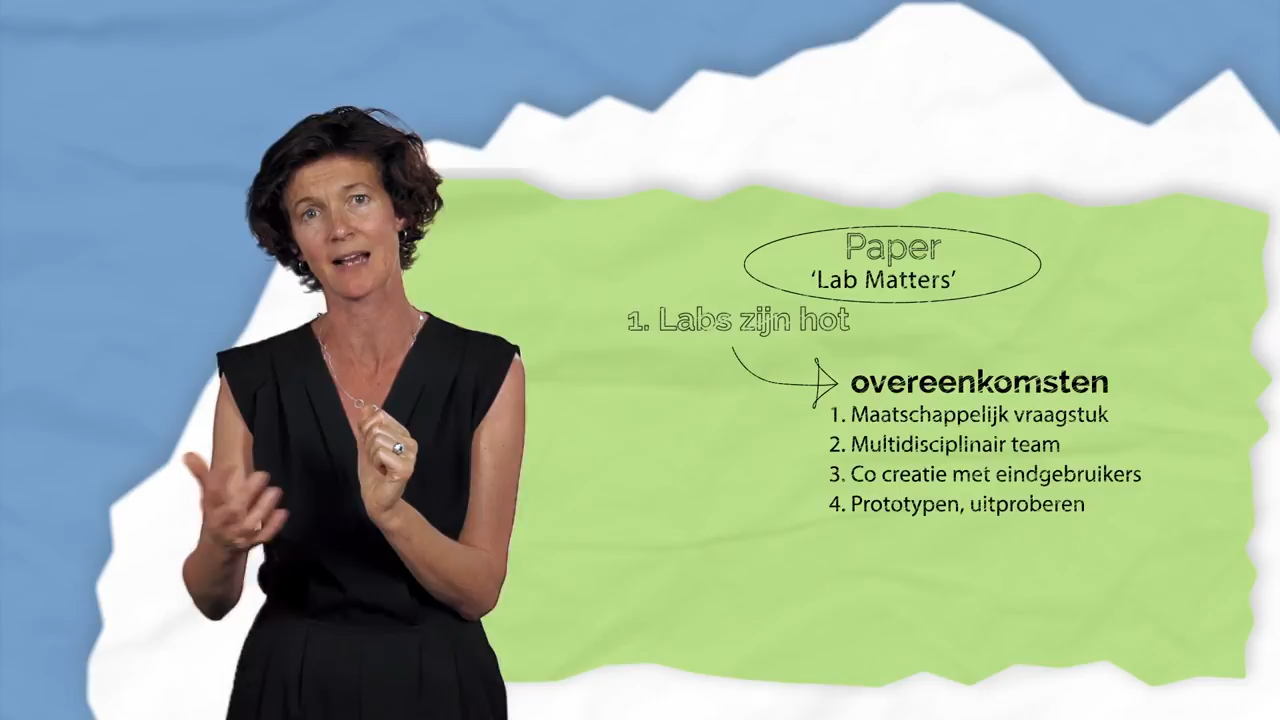 Paper
‘Lab Matters’
1. Labs zijn hot
overeenkomsten
1. Maatschappelijk vraagstuk
2. Multidisciplinair team
3. Co creatie met eindgebruikers
4. Prototypen, uitproberen